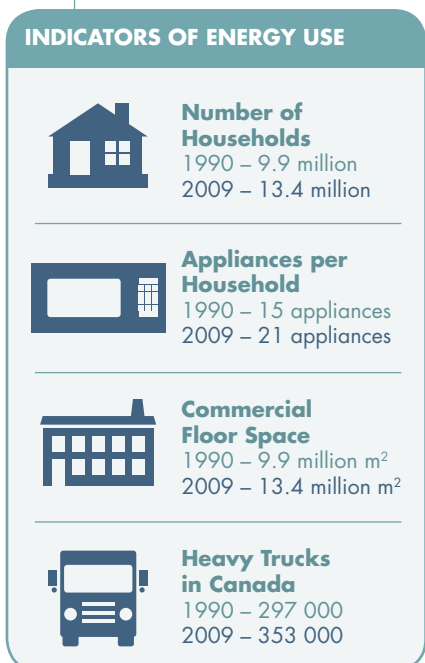 INDICATORS OF ENERGY USE
Number of
Households
1990 – 9.9 million
2009 – 13.4 million
Appliances per
Household
1990 – 15 appliances
2009 – 21 appliances
Commercial
Floor Space
1990 – 9.9 million m²
2009 – 13.4 million m²
Heavy Trucks
in Canada
1990 – 297 000
2009 – 353 000